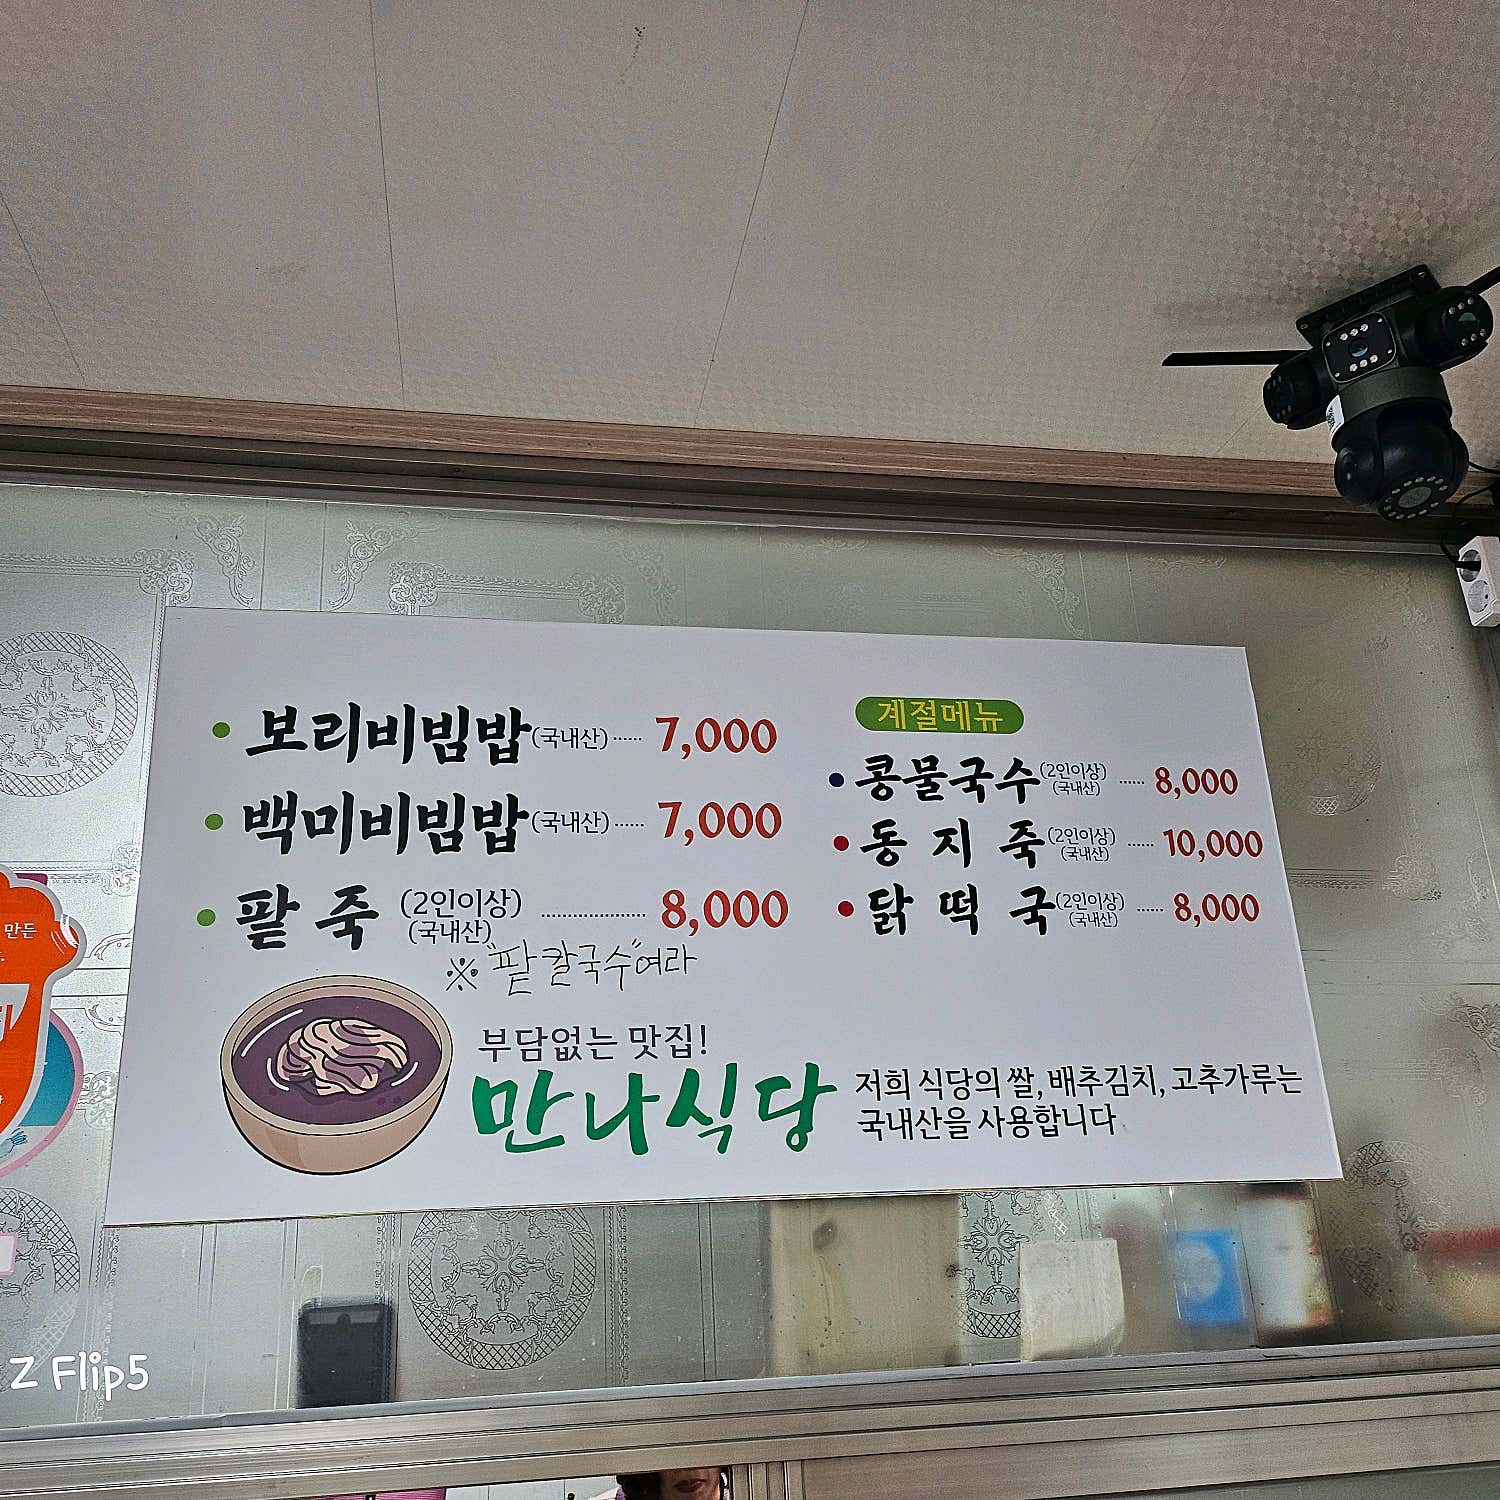 보리비빔밥(국내산) ...... 7,000
백미비빔밥(국내산) ...... 7,000
팥 죽 (2인이상) (국내산) .................... 8,000
※ "팥칼국수"여라
계절메뉴
콩물국수(2인이상) (국내산) ...... 8,000
동 지 죽(2인이상) (국내산) ...... 10,000
닭 떡 국(2인이상) (국내산) ...... 8,000
부담없는 맛집!
만나식당
저희 식당의 쌀, 배추김치, 고추가루는
국내산을 사용합니다
만든
Z Flip5